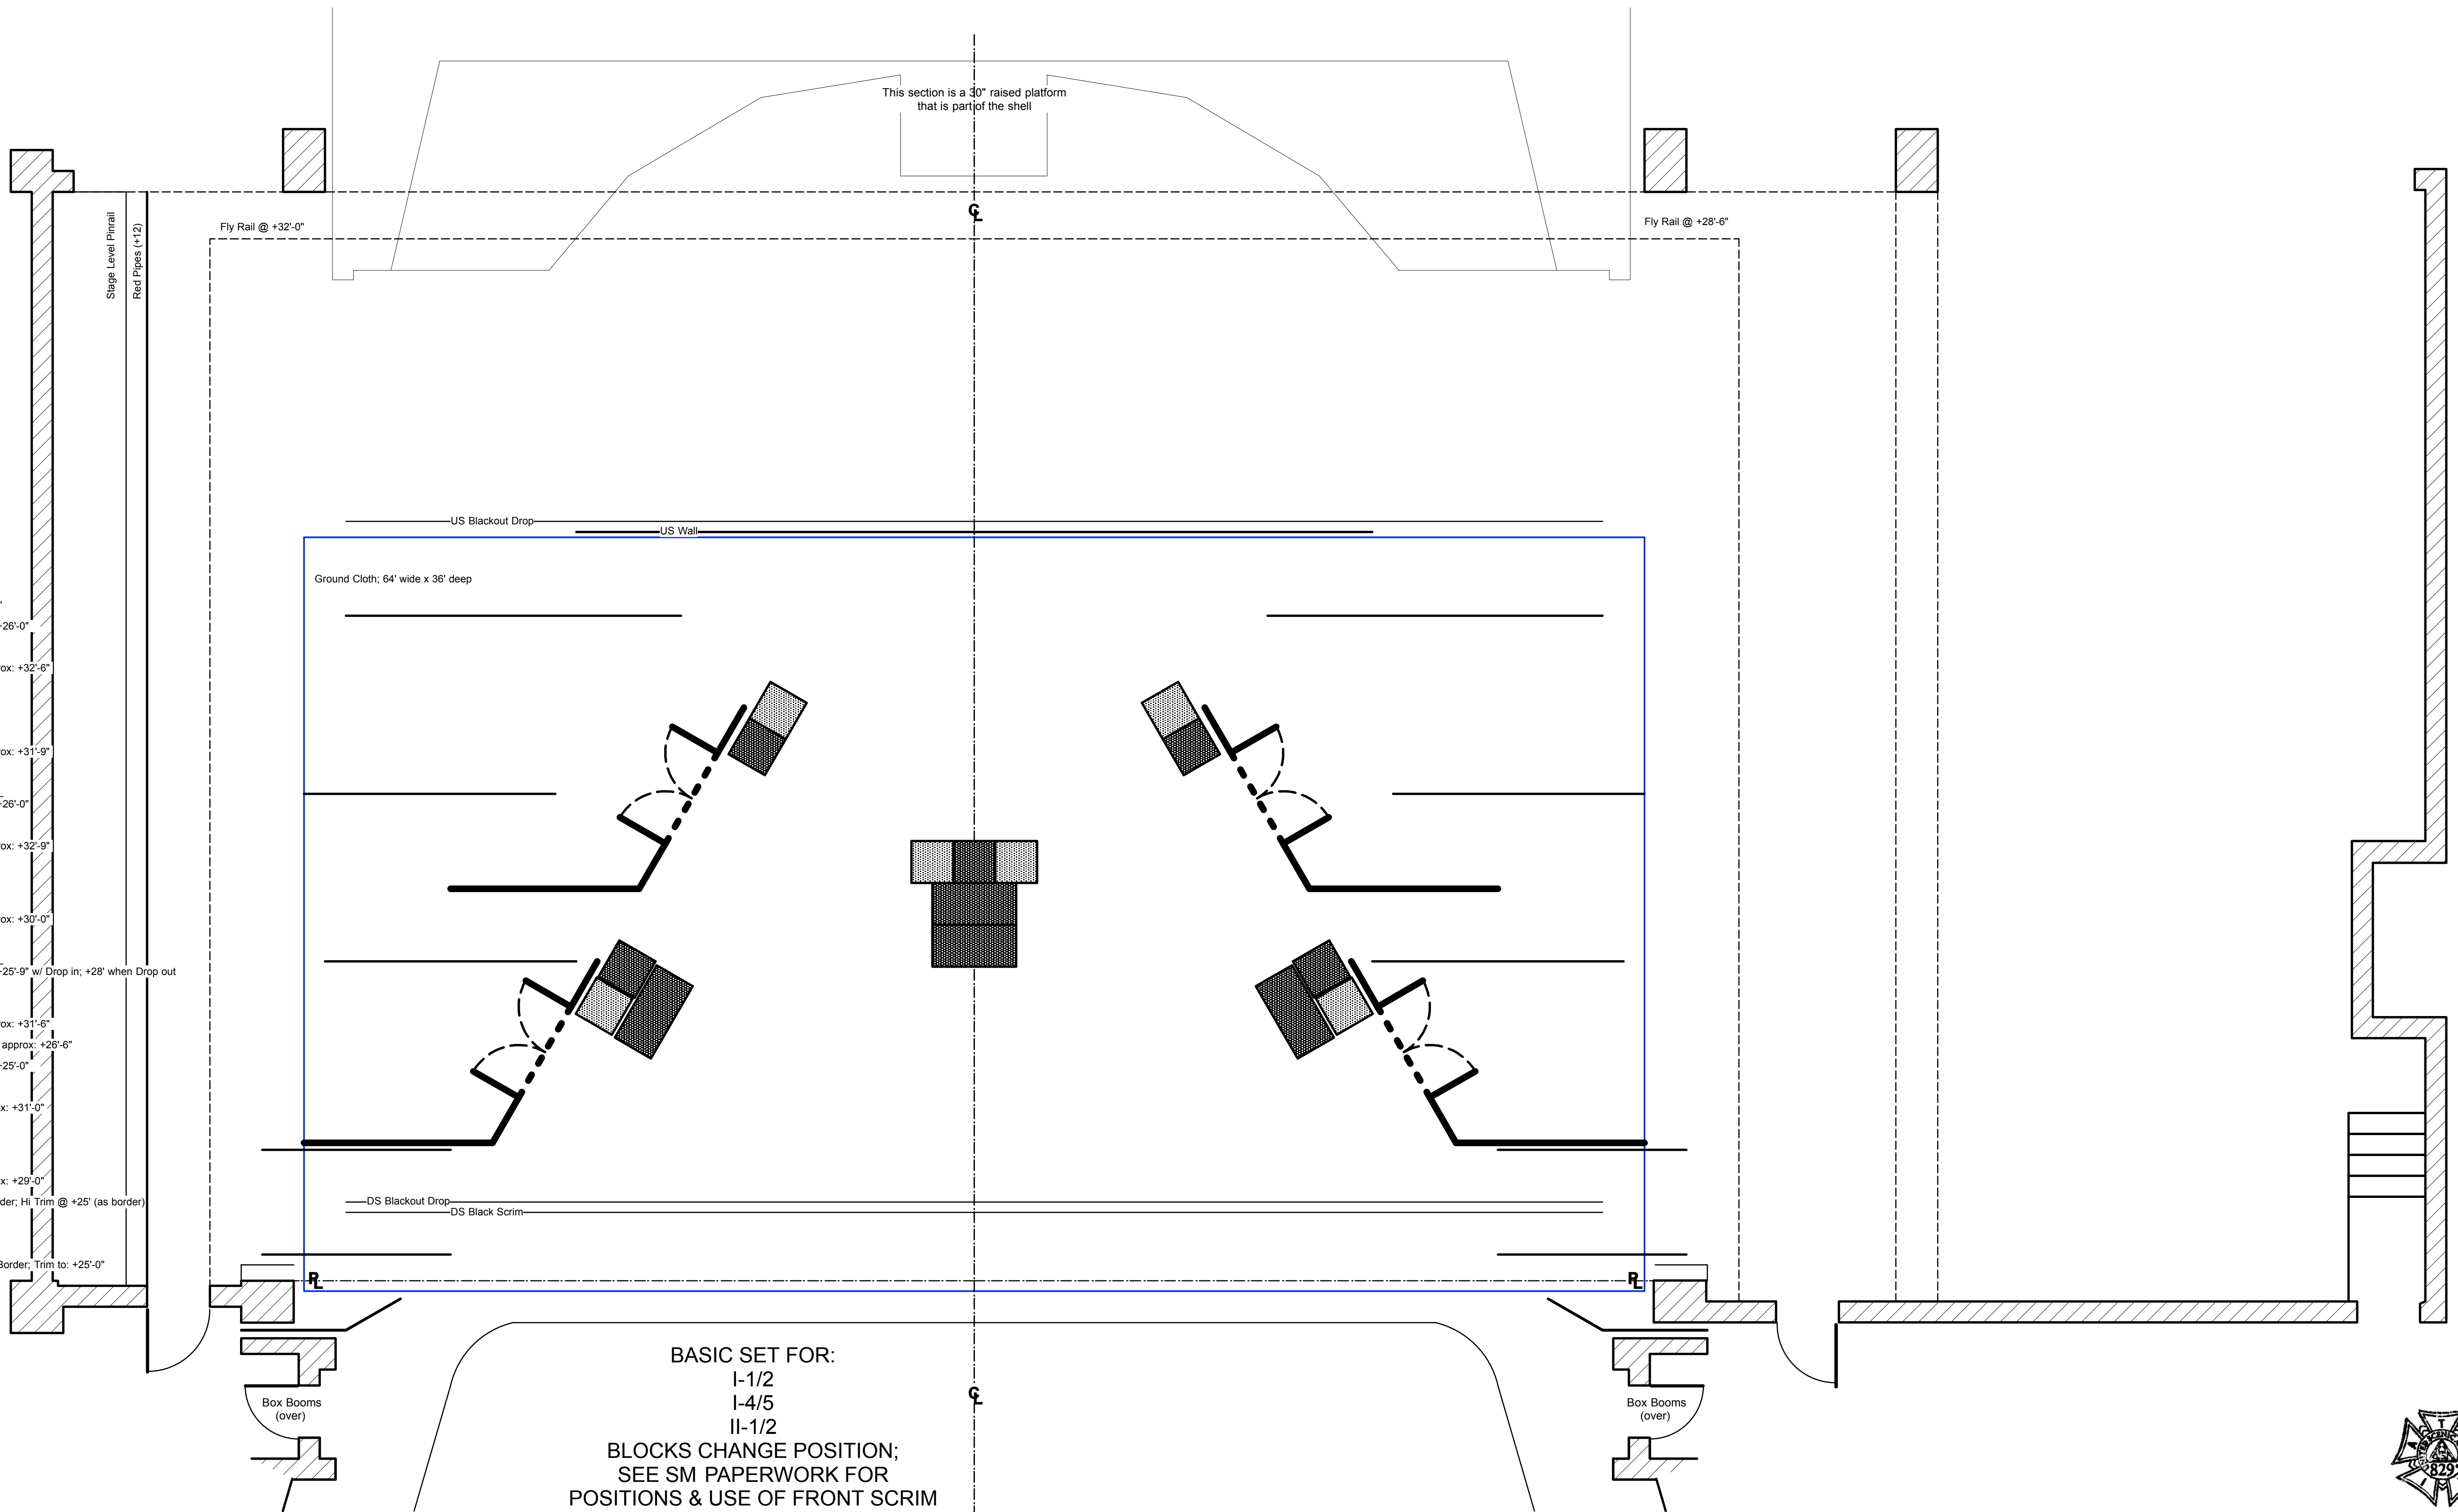 This section is a 30" raised platform
that is part of the shell
Stage Level Pinrail
Red Pipes (+12)
Fly Rail @ +32'-0"
Fly Rail @ +28'-6"
CL
US Blackout Drop
US Wall
Ground Cloth; 64' wide x 36' deep
+26'-0"
ox: +32'-6"
ox: +31'-9"
+26'-0"
ox: +32'-9"
ox: +30'-0"
+25'-9" w/ Drop in; +28' when Drop out
ox: +31'-6"
approx: +26'-6"
+25'-0"
x: +31'-0"
x: +29'-0"
der; Hi Trim @ +25' (as border)
DS Blackout Drop
DS Black Scrim
Border; Trim to: +25'-0"
PL
PL
BASIC SET FOR:
I-1/2
I-4/5
II-1/2
BLOCKS CHANGE POSITION;
SEE SM PAPERWORK FOR
POSITIONS & USE OF FRONT SCRIM
CL
Box Booms
(over)
Box Booms
(over)
829